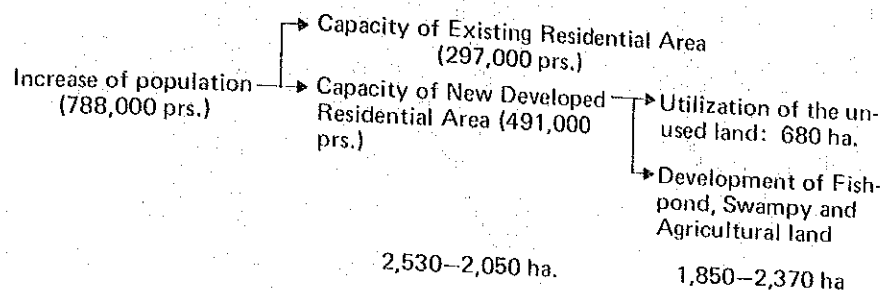 Capacity of Existing Residential Area
(297,000 prs.)
Increase of population
(788,000 prs.)
Capacity of New Developed
Residential Area (491,000
prs.)
Utilization of the un-
used land: 680 ha.
Development of Fish-
pond, Swampy and
Agricultural land
2,530—2,050 ha.
1,850—2,370 ha